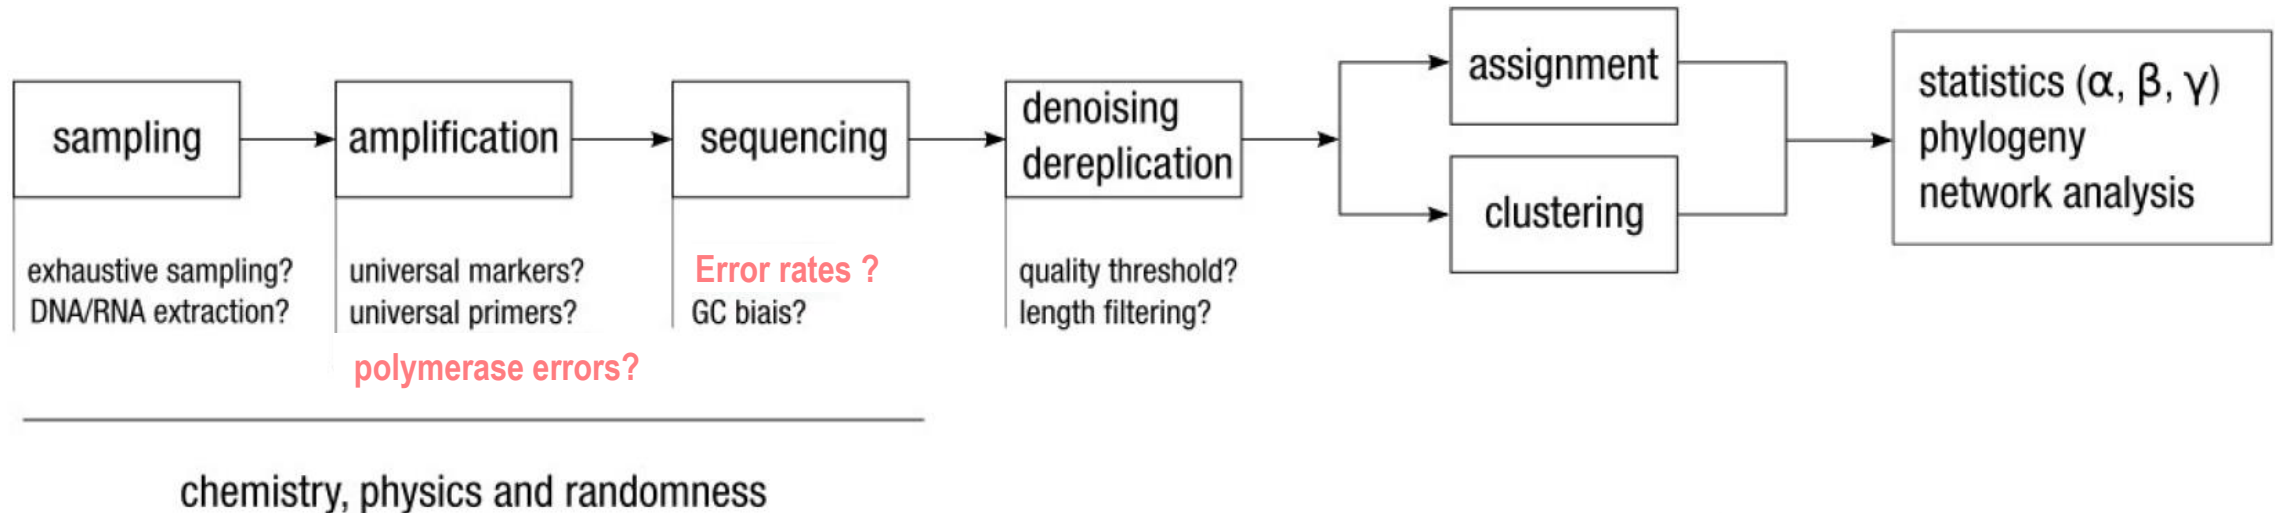 sampling
amplification
sequencing
denoising
dereplication
assignment
clustering
statistics (α, β, γ)
phylogeny
network analysis
exhaustive sampling?
DNA/RNA extraction?
universal markers?
universal primers?
polymerase errors?
Error rates ?
GC biais?
quality threshold?
length filtering?
chemistry, physics and randomness